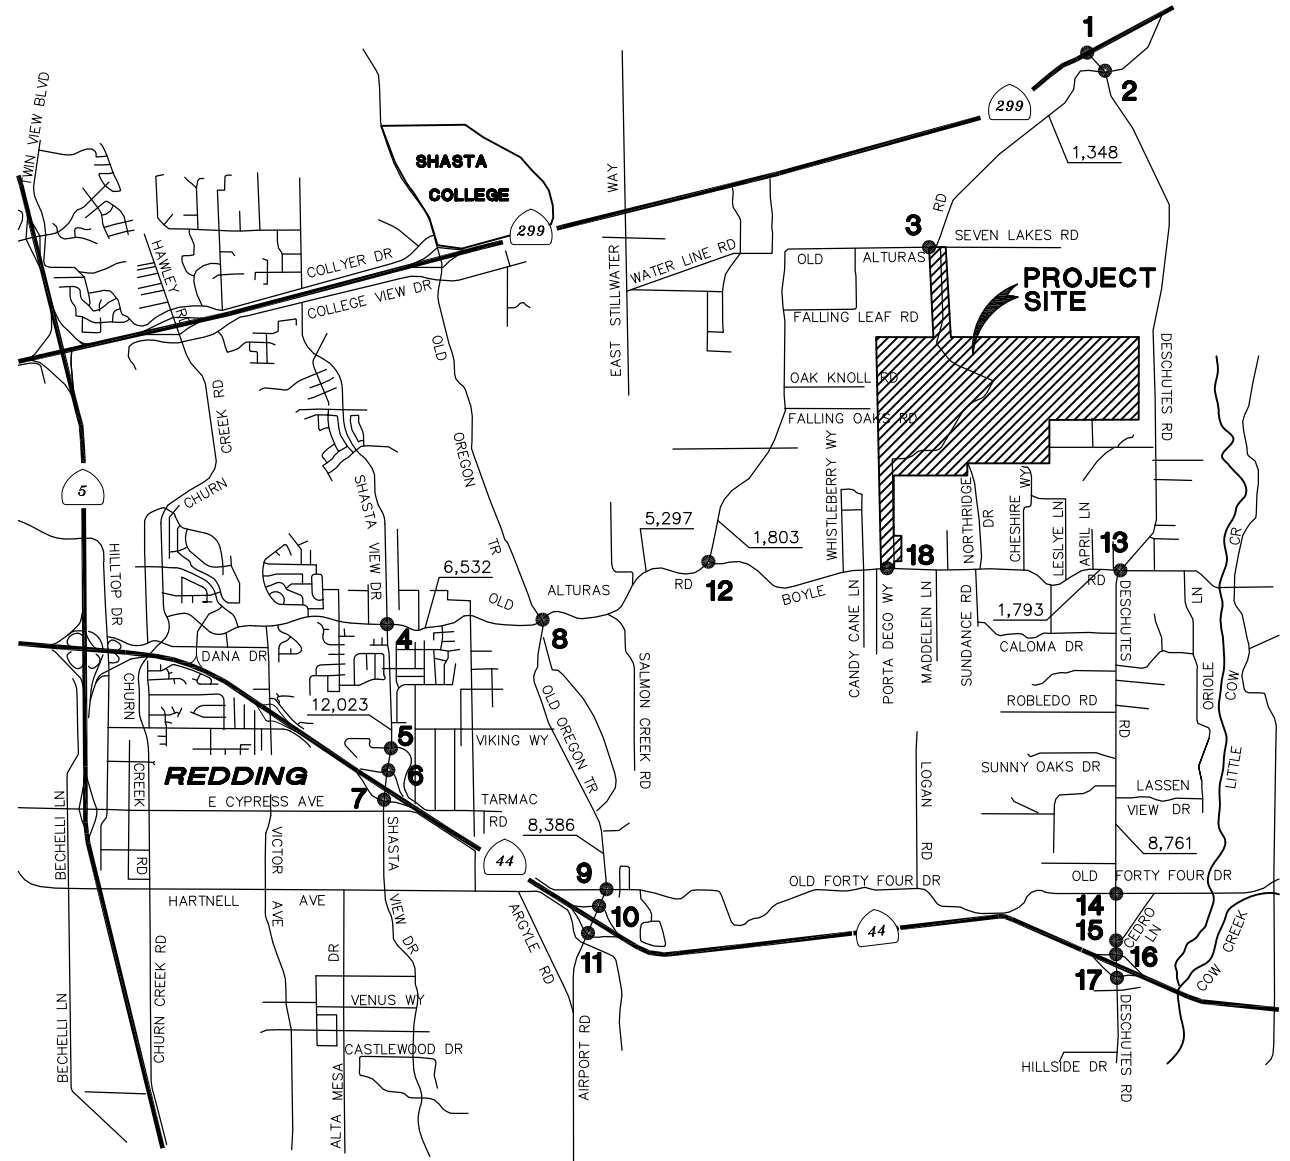 1
2
299
1,348
TWIN VIEW BLVD
SHASTA
COLLEGE
WAY
299
3
RD
SEVEN LAKES RD
HAWLEY RD
COLLYER DR
COLLEGE VIEW DR
EAST STILLWATER
WATER LINE RD
OLD
ALTURAS
PROJECT
SITE
FALLING LEAF RD
OLD
OAK KNOLL RD
FALLING OAKS RD
DESCHUTES RD
CREEK RD
CHURN
OREGON
TR
SHASTA VIEW DR
5
WHISTLEBERRY WY
NORTHRIDGE
DR
CHESHIRE WY
LESLYE LN
APRIL LN
5,297
1,803
HILLTOP DR
6,532
OLD
ALTURAS
RD
12
BOYLE
18
13
RD
CR
1,793
LN
4
8
DANA DR
CANDY CANE LN
PORTA DEGO WY
MADDELEIN LN
SUNDANCE RD
CALOMA DR
DESCHUTES
RD
ORIOLE
COW
LITTLE
CHURN
CREEK
RD
12,023
OLD OREGON TR
SALMON CREEK RD
ROBLEDO RD
5
VIKING WY
6
7
REDDING
E CYPRESS AVE
TARMAC
RD
SUNNY OAKS DR
LASSEN
VIEW DR
LOGAN
RD
BECHELLI LN
VICTOR
AVE
SHASTA
VIEW DR
8,386
8,761
44
9
OLD FORTY FOUR DR
OLD FORTY FOUR DR
HARTNELL
AVE
10
11
ARGYLE RD
44
14
15
16
17
CEDRO
LN
COW CREEK
DR
CHURN CREEK RD
BECHELLI LN
VENUS WY
CASTLEWOOD DR
ALTA MESA
AIRPORT RD
HILLSIDE DR
DESCHUTES RD